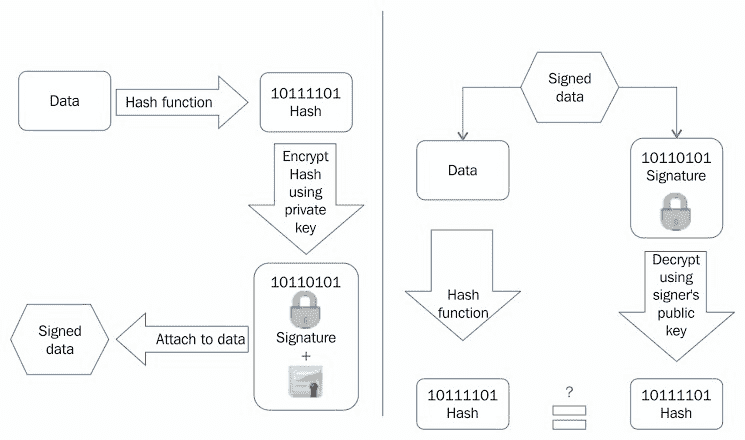 Data
Hash function
10111101
Hash
Encrypt
Hash
using
private
key
10110101
Signature
+
Attach to data
Signed
data
Signed
data
Data
10110101
Signature
Hash
function
Decrypt
using
signer's
public
key
10111101
Hash
?
10111101
Hash